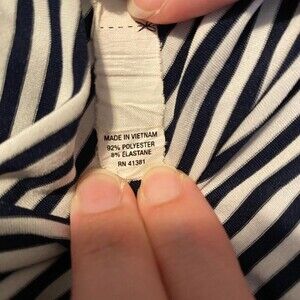 MADE IN VIETNAM
92% POLYESTER
8% ELASTANE
RN 41381